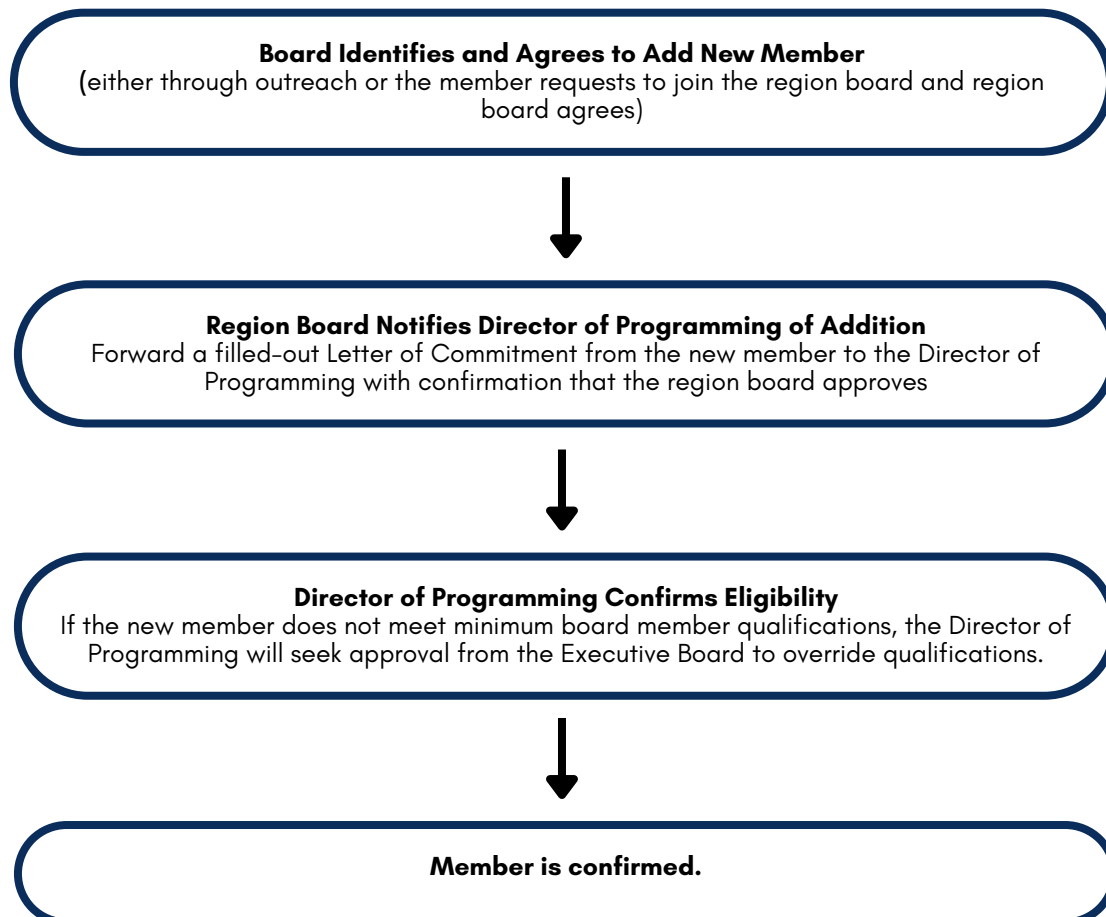 Board Identifies and Agrees to Add New Member
(either through outreach or the member requests to join the region board and region
board agrees)
Region Board Notifies Director of Programming of Addition
Forward a filled-out Letter of Commitment from the new member to the Director of
Programming with confirmation that the region board approves
Director of Programming Confirms Eligibility
If the new member does not meet minimum board member qualifications, the Director of
Programming will seek approval from the Executive Board to override qualifications.
Member is confirmed.